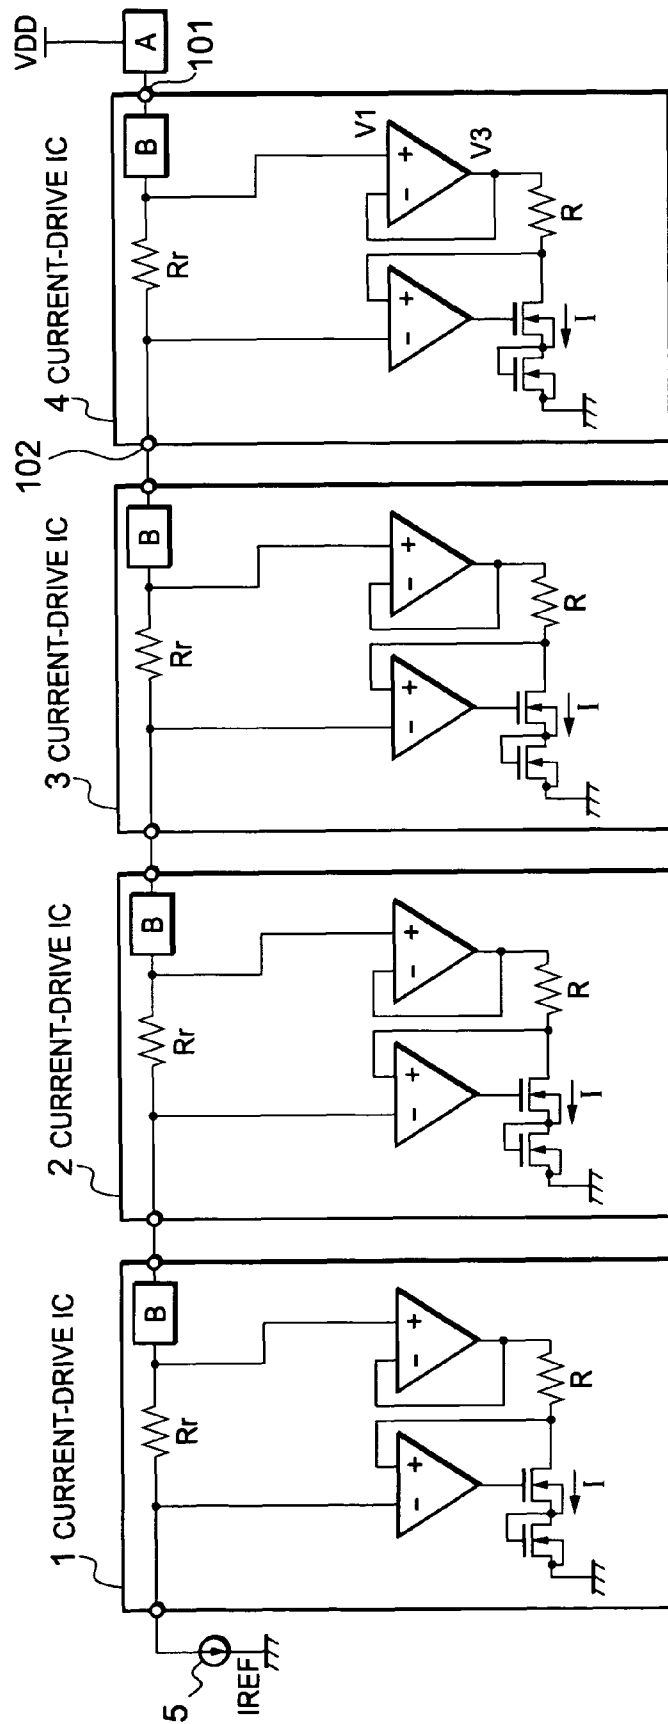 VDD
A
101
4 CURRENT-DRIVE IC
B
Rr
V1
+
−
V3
+
−
R
I
102
3 CURRENT-DRIVE IC
B
Rr
+
−
+
−
R
I
2 CURRENT-DRIVE IC
B
Rr
+
−
+
−
R
I
1 CURRENT-DRIVE IC
B
Rr
+
−
+
−
R
I
5
IREF